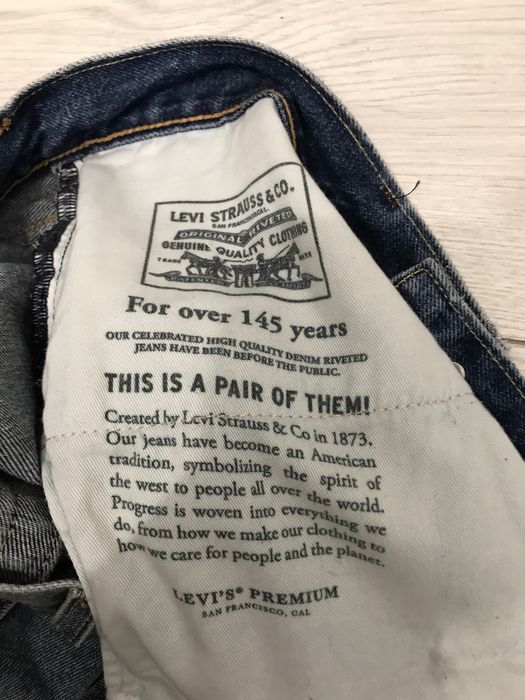 LEVI STRAUSS & CO.
SAN FRANCISCO, CAL
ORIGINAL RIVETED
GENUINE QUALITY CLOTHING
TRADE
For over 145 years
OUR CELEBRATED HIGH QUALITY DENIM RIVETED
JEANS HAVE BEEN BEFORE THE PUBLIC.
THIS IS A PAIR OF THEM!
Created by Levi Strauss & Co in 1873.
Our jeans have become an American
tradition, symbolizing the spirit of
the west to people all over the world.
Progress is woven into everything we
do, from how we make our clothing to
how we care for people and the planet.
LEVI'S® PREMIUM
SAN FRANCISCO, CAL